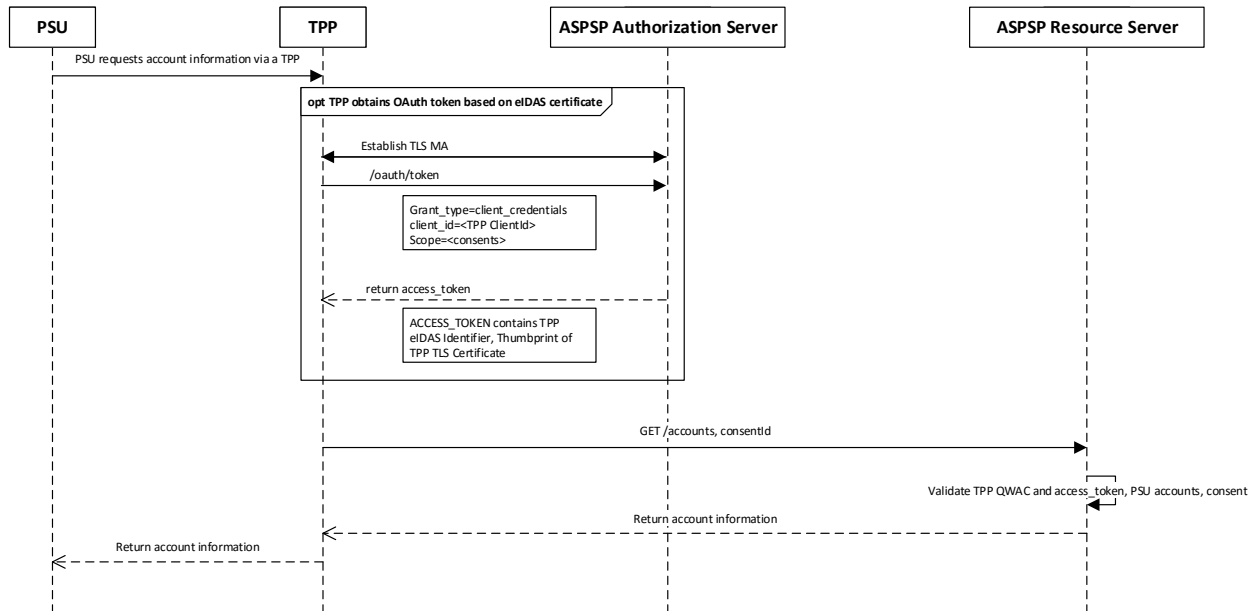 PSU
TPP
ASPSP Authorization Server
ASPSP Resource Server
PSU requests account information via a TPP
opt TPP obtains OAuth token based on eIDAS certificate
Establish TLS MA
/oauth/token
Grant_type=client_credentials
client_id=<TPP ClientId>
Scope=<consents>
return access_token
ACCESS_TOKEN contains TPP
eIDAS Identifier, Thumbprint of
TPP TLS Certificate
GET /accounts, consentId
Validate TPP QWAC and access_token, PSU accounts, consent
Return account information
Return account information